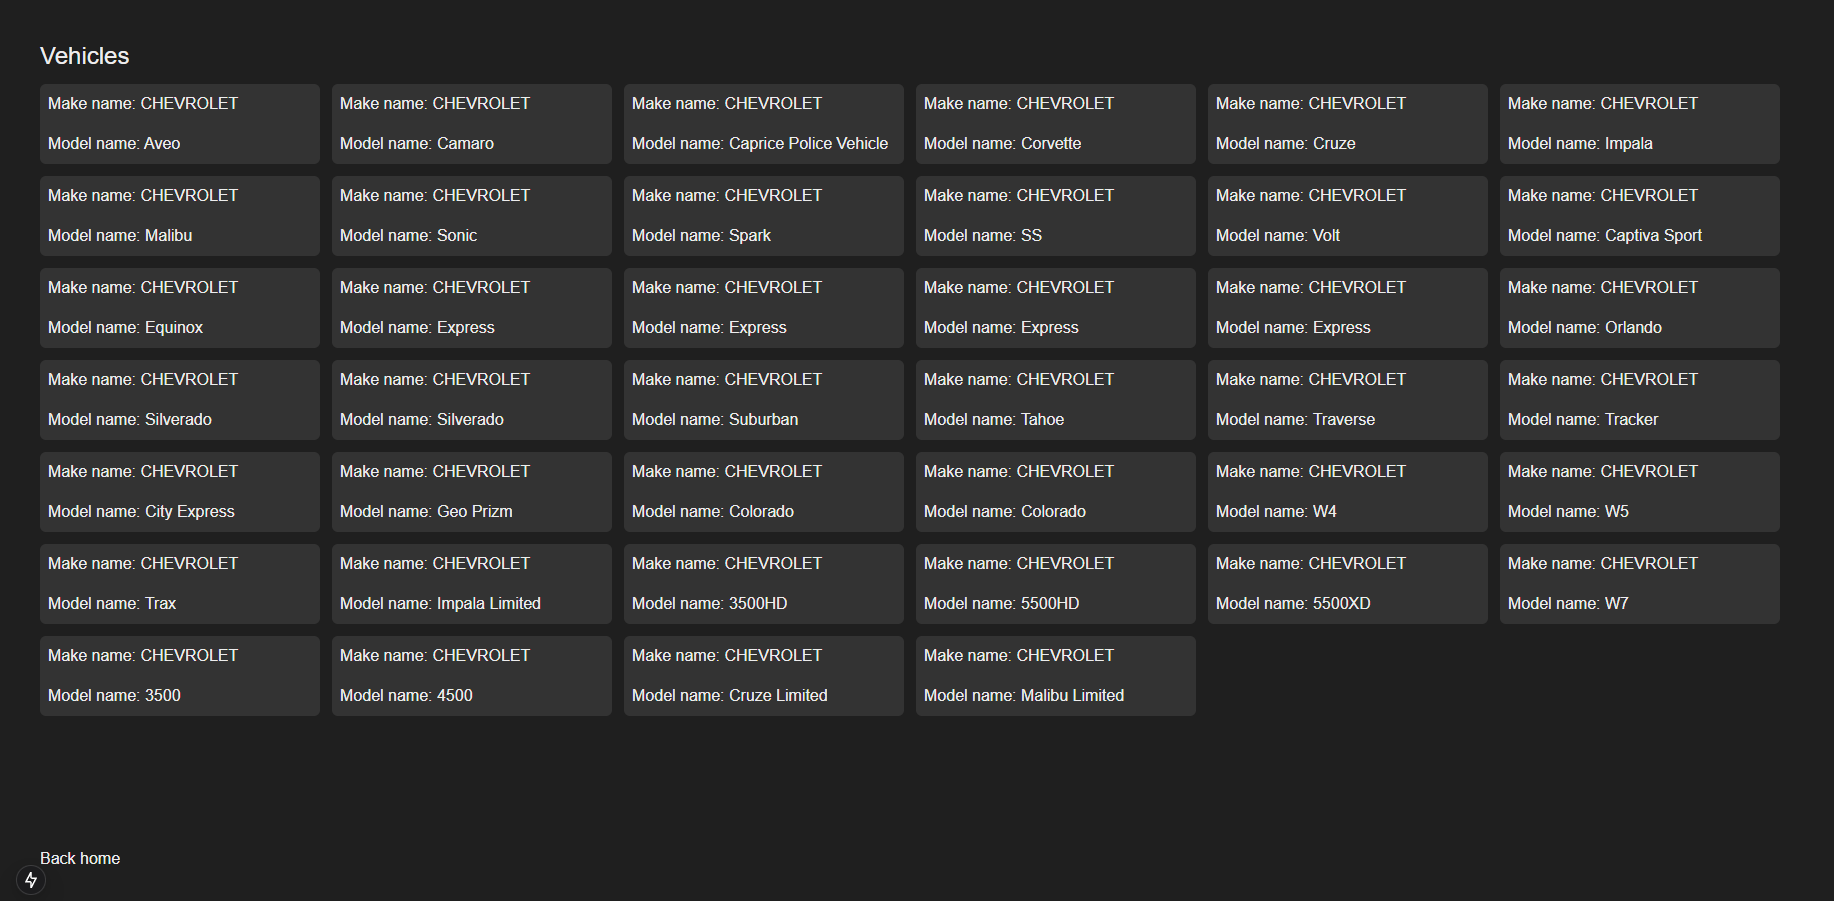 Vehicles
Make name: CHEVROLET
Model name: Aveo
Make name: CHEVROLET
Model name: Camaro
Make name: CHEVROLET
Model name: Caprice Police Vehicle
Make name: CHEVROLET
Model name: Corvette
Make name: CHEVROLET
Model name: Cruze
Make name: CHEVROLET
Model name: Impala
Make name: CHEVROLET
Model name: Malibu
Make name: CHEVROLET
Model name: Sonic
Make name: CHEVROLET
Model name: Spark
Make name: CHEVROLET
Model name: SS
Make name: CHEVROLET
Model name: Volt
Make name: CHEVROLET
Model name: Captiva Sport
Make name: CHEVROLET
Model name: Equinox
Make name: CHEVROLET
Model name: Express
Make name: CHEVROLET
Model name: Express
Make name: CHEVROLET
Model name: Express
Make name: CHEVROLET
Model name: Express
Make name: CHEVROLET
Model name: Orlando
Make name: CHEVROLET
Model name: Silverado
Make name: CHEVROLET
Model name: Silverado
Make name: CHEVROLET
Model name: Suburban
Make name: CHEVROLET
Model name: Tahoe
Make name: CHEVROLET
Model name: Traverse
Make name: CHEVROLET
Model name: Tracker
Make name: CHEVROLET
Model name: City Express
Make name: CHEVROLET
Model name: Geo Prizm
Make name: CHEVROLET
Model name: Colorado
Make name: CHEVROLET
Model name: Colorado
Make name: CHEVROLET
Model name: W4
Make name: CHEVROLET
Model name: W5
Make name: CHEVROLET
Model name: Trax
Make name: CHEVROLET
Model name: Impala Limited
Make name: CHEVROLET
Model name: 3500HD
Make name: CHEVROLET
Model name: 5500HD
Make name: CHEVROLET
Model name: 5500XD
Make name: CHEVROLET
Model name: W7
Make name: CHEVROLET
Model name: 3500
Make name: CHEVROLET
Model name: 4500
Make name: CHEVROLET
Model name: Cruze Limited
Make name: CHEVROLET
Model name: Malibu Limited
Back home